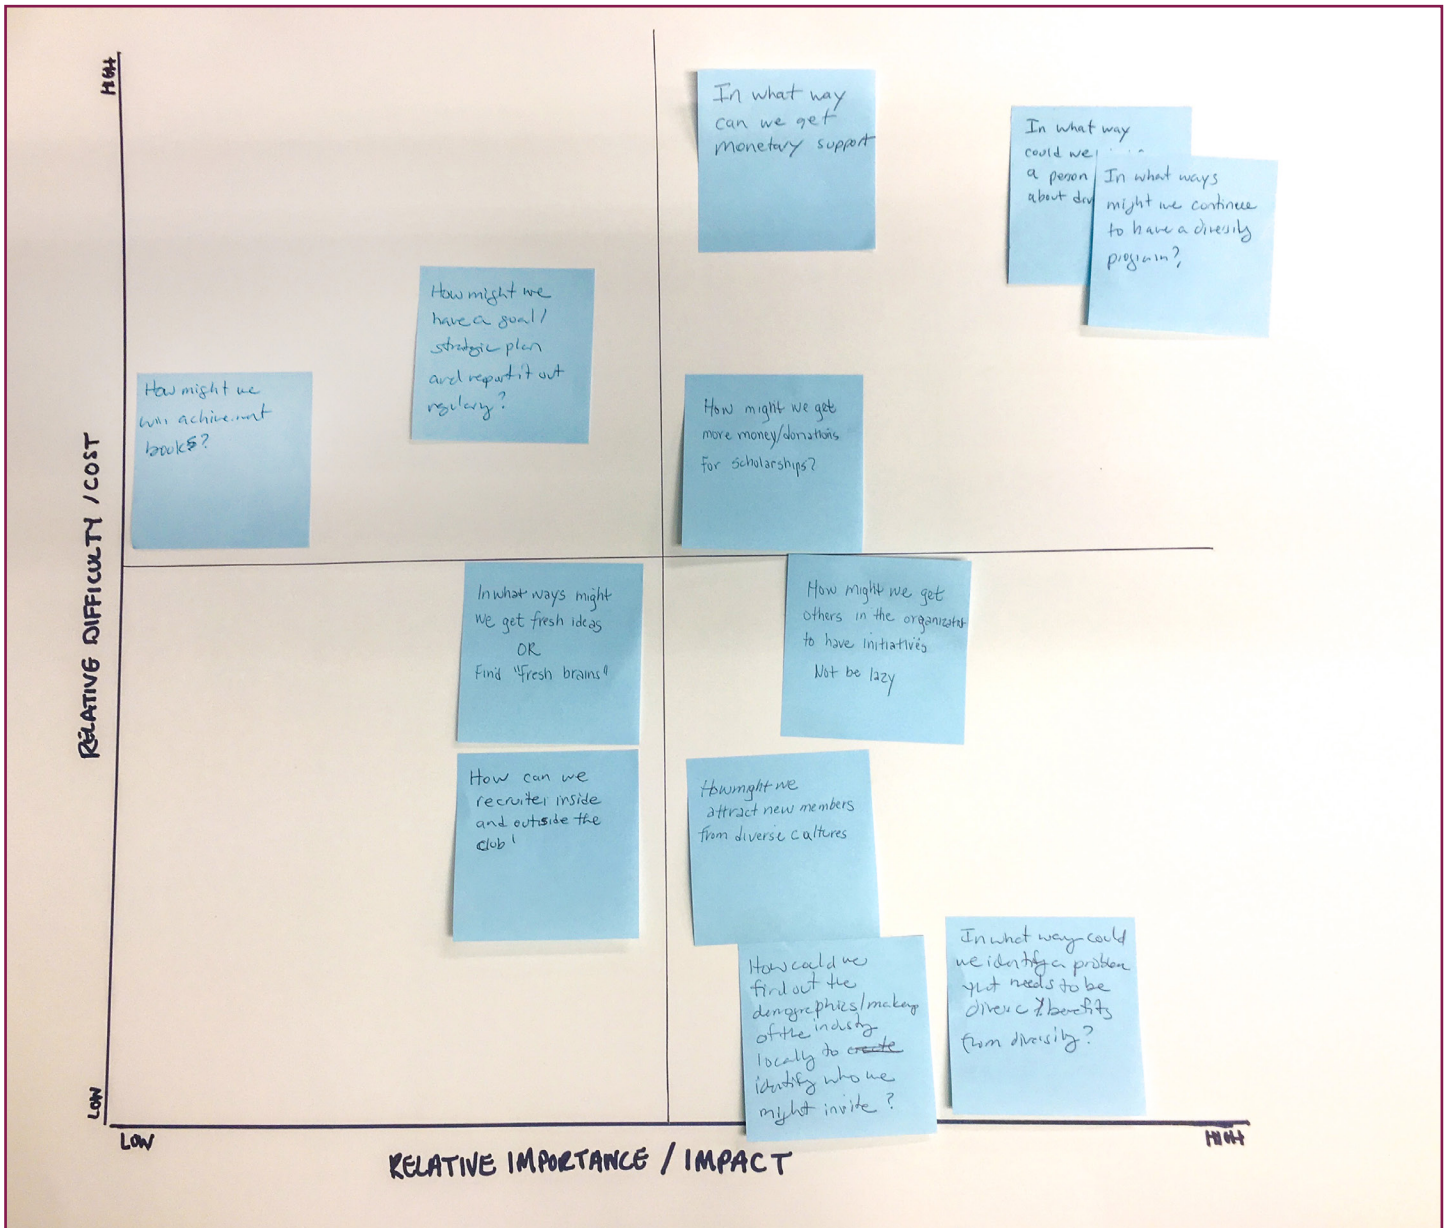 HIGH
In what way
can we get
monetary support
In what way
could we
a person
about div
In what ways
might we continue
to have a diversity
program?
How might we
have a goal/
strategic plan
and report it out
regulary?
How might we
win achivement
books?
How might we get
more money/donations
for scholarships?
RELATIVE DIFFICULTY / COST
In what ways might
we get fresh ideas
OR
Find "fresh brains"
How might we get
others in the organization
to have initiatives
Not be lazy
How can we
recruiter inside
and outside the
club!
How might we
attract new members
from diverse cultures
How could we
find out the
demographics/makeup
of the industy
locally to create
identify who we
might invite?
In what way could
we identify a problem
that needs to be
diverse & benefits
from diversity?
LOW
LOW
HIGH
RELATIVE IMPORTANCE / IMPACT